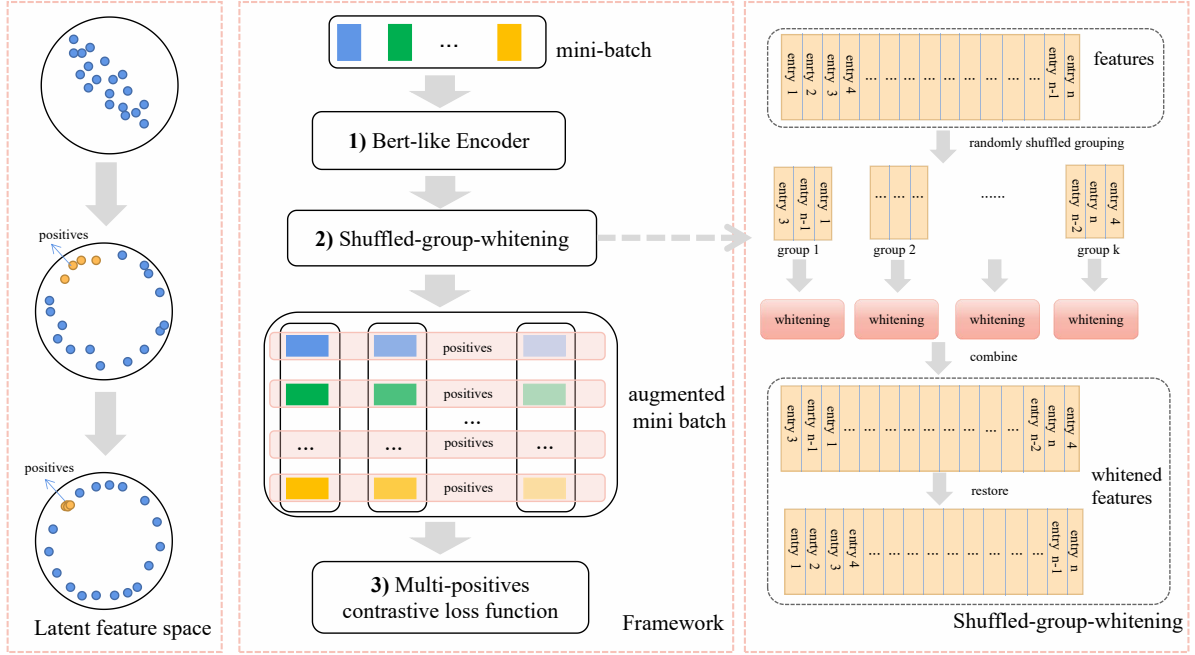 positives
positives
Latent feature space
...
mini-batch
1) Bert-like Encoder
2) Shuffled-group-whitening
positives
positives
...
... positives ...
positives
augmented
mini batch
3) Multi-positives
contrastive loss function
Framework
entry 1 entry 2 entry 3 entry 4 ... ... ... ... ... ... ... ... ... ... entry n-1 entry n
features
randomly shuffled grouping
entry 3 entry n-1 entry 1
... ... ...
......
entry n-2 entry n entry 4
group 1 group 2 group k
whitening whitening whitening whitening
combine
entry 3 enrty n-1 entry 1 ... ... ... ... ... ... ... ... ... entry n-2 entry n entry 4
restore
whitened
features
entry 1 enrty 2 entry 3 entry 4 ... ... ... ... ... ... ... ... ... entry n-1 entry n
Shuffled-group-whitening